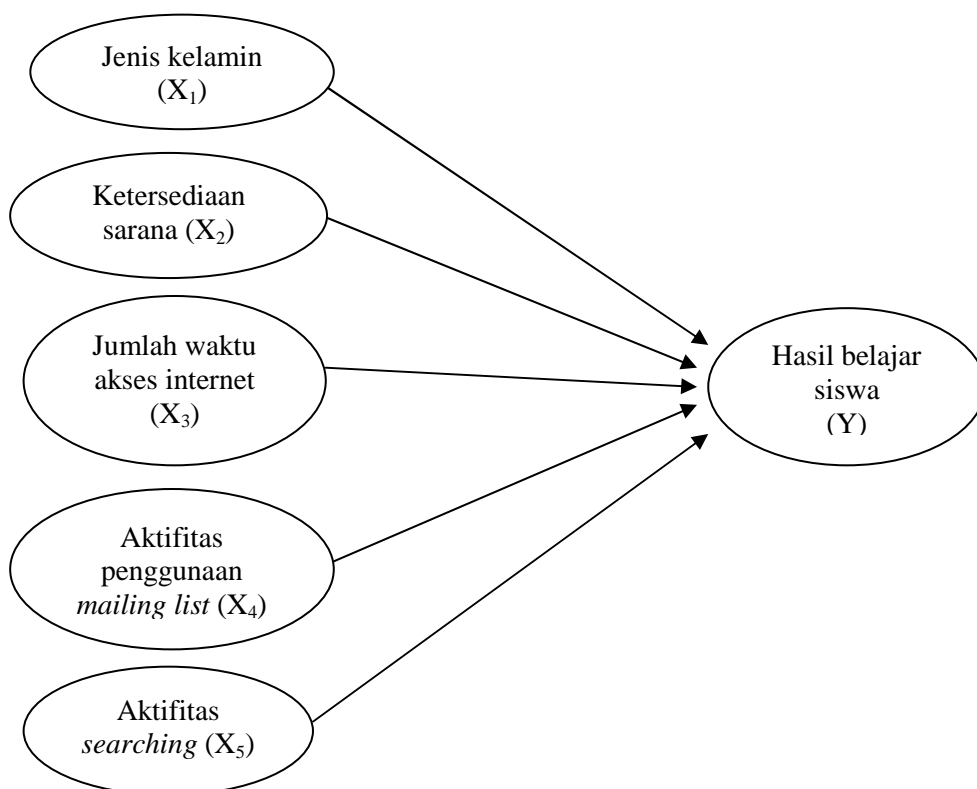 Jenis kelamin
(X₁)
Ketersediaan
sarana (X₂)
Jumlah waktu
akses internet
(X₃)
Aktifitas
penggunaan
mailing list (X₄)
Aktifitas
searching (X₅)
Hasil belajar
siswa
(Y)